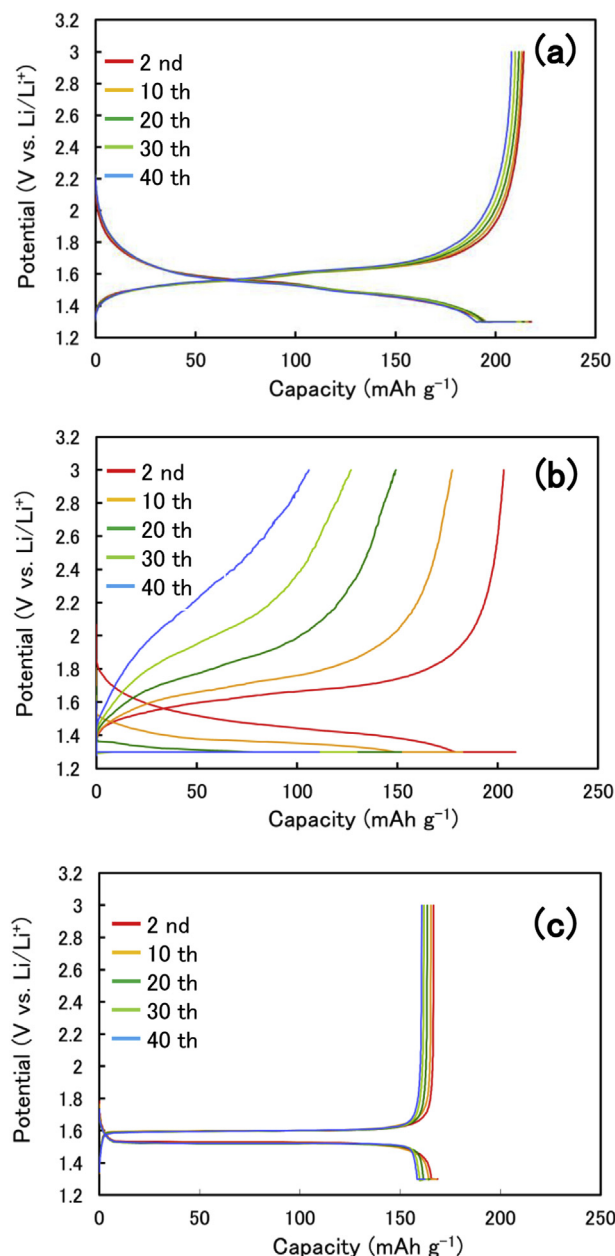 (a)
3.2
3
2.8
2.6
2.4
2.2
2
1.8
1.6
1.4
1.2
Potential (V vs. Li/Li⁺)
2 nd
10 th
20 th
30 th
40 th
0 50 100 150 200 250
Capacity (mAh g⁻¹)
(b)
3.2
3
2.8
2.6
2.4
2.2
2
1.8
1.6
1.4
1.2
Potential (V vs. Li/Li⁺)
2 nd
10 th
20 th
30 th
40 th
0 50 100 150 200 250
Capacity (mAh g⁻¹)
(c)
3.2
3
2.8
2.6
2.4
2.2
2
1.8
1.6
1.4
1.2
Potential (V vs. Li/Li⁺)
2 nd
10 th
20 th
30 th
40 th
0 50 100 150 200 250
Capacity (mAh g⁻¹)